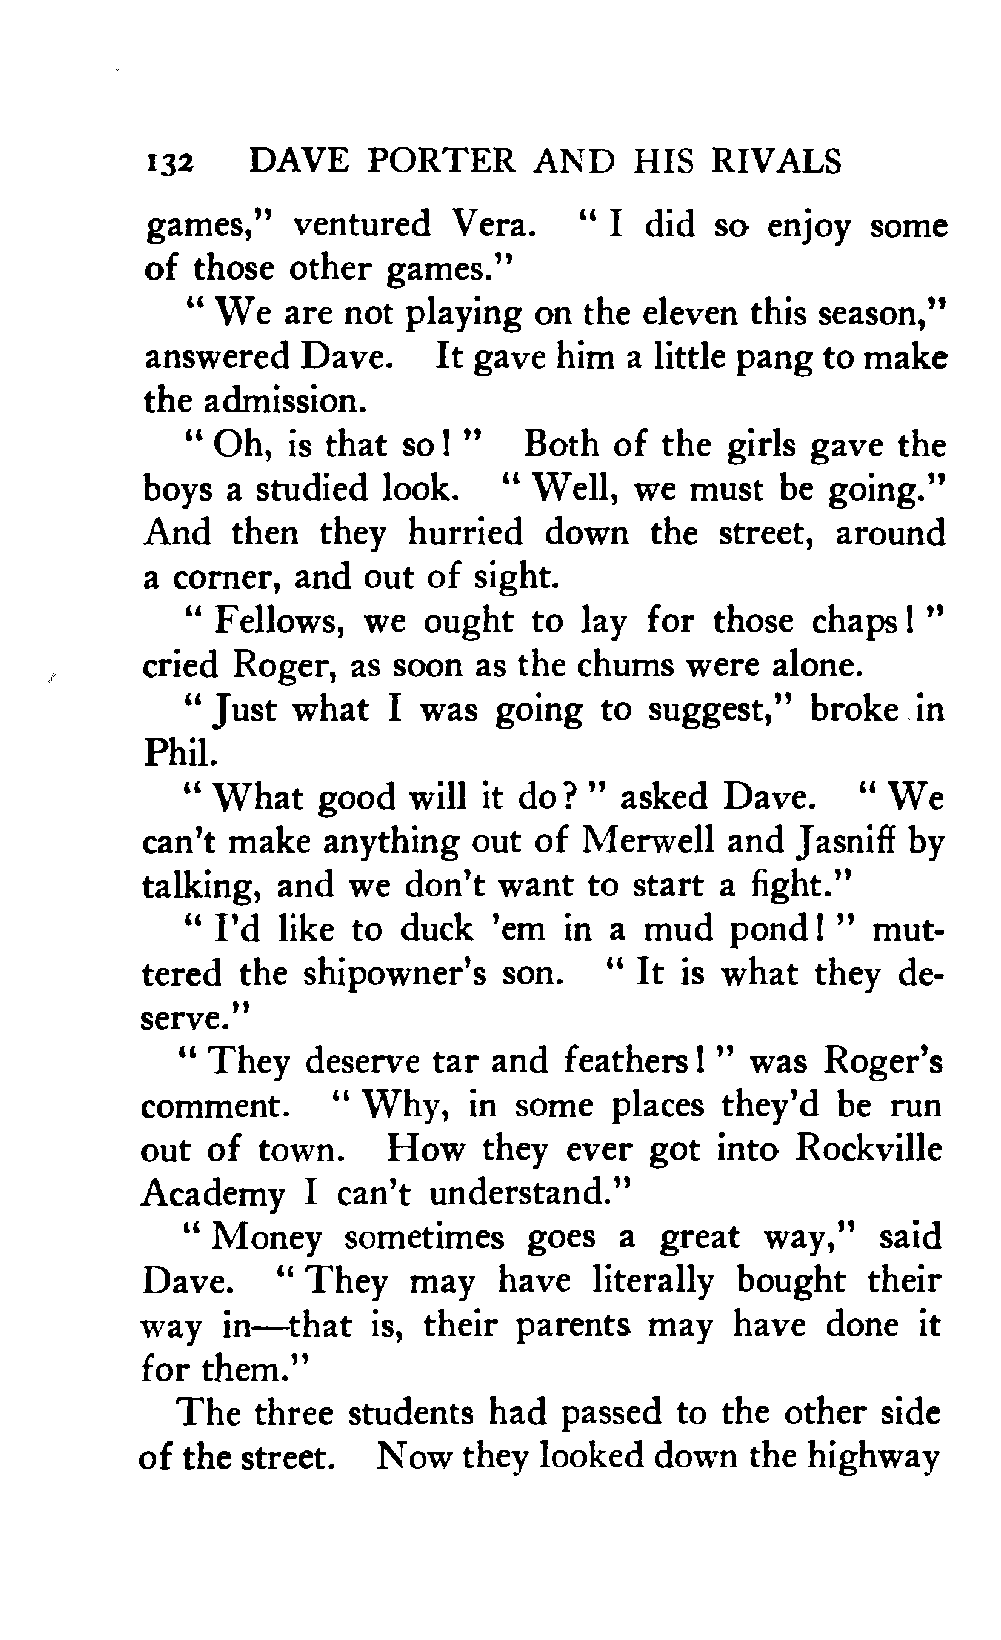 132 DAVE PORTER AND HIS RIVALS
games," ventured Vera. "I did so enjoy some
of those other games."
"We are not playing on the eleven this season,"
answered Dave. It gave him a little pang to make
the admission.
"Oh, is that so!" Both of the girls gave the
boys a studied look. "Well, we must be going."
And then they hurried down the street, around
a corner, and out of sight.
"Fellows, we ought to lay for those chaps!"
cried Roger, as soon as the chums were alone.
"Just what I was going to suggest," broke in
Phil.
"What good will it do?" asked Dave. "We
can't make anything out of Merwell and Jasniff by
talking, and we don't want to start a fight."
"I'd like to duck 'em in a mud pond!" mut-
tered the shipowner's son. "It is what they de-
serve."
"They deserve tar and feathers!" was Roger's
comment. "Why, in some places they'd be run
out of town. How they ever got into Rockville
Academy I can't understand."
"Money sometimes goes a great way," said
Dave. "They may have literally bought their
way in—that is, their parents may have done it
for them."
The three students had passed to the other side
of the street. Now they looked down the highway